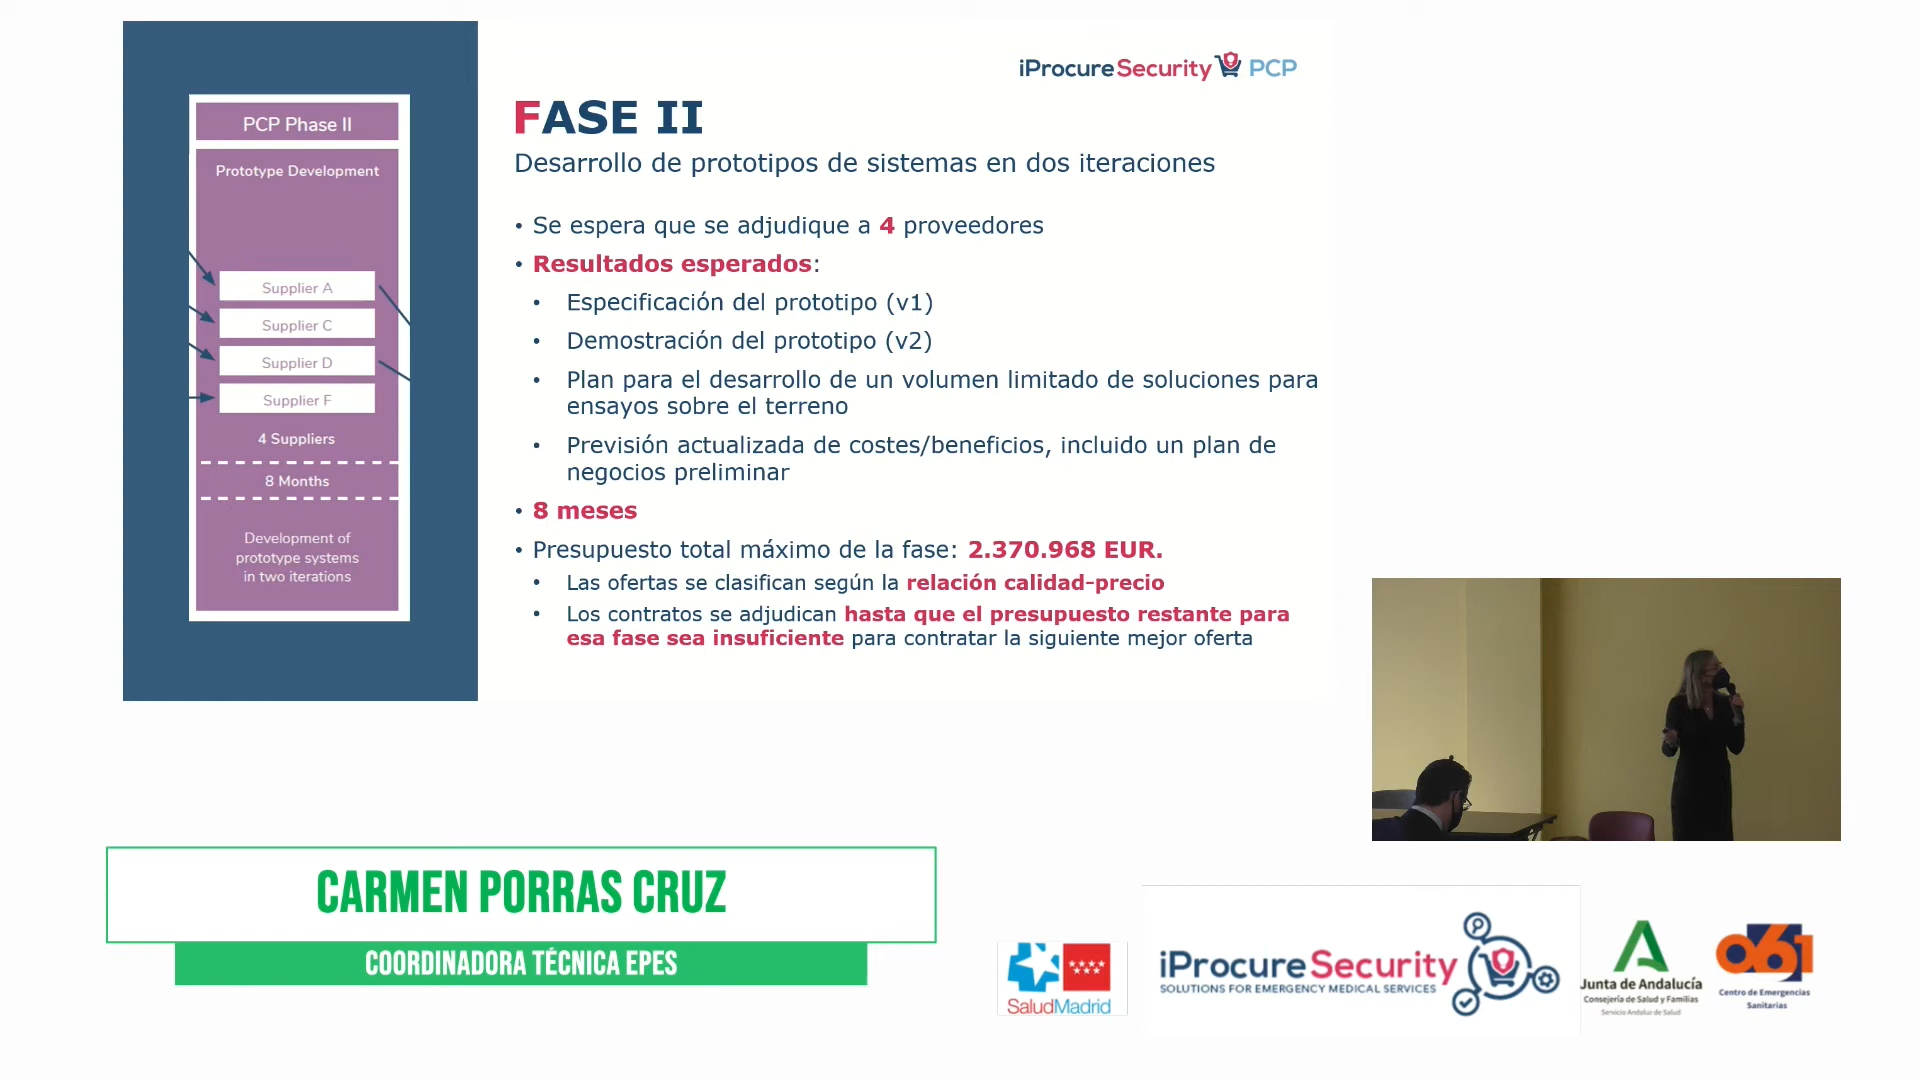 PCP Phase II
Prototype Development
Supplier A
Supplier C
Supplier D
Supplier F
4 Suppliers
8 Months
Development of
prototype systems
in two iterations
iProcureSecurity PCP
FASE II
Desarrollo de prototipos de sistemas en dos iteraciones
• Se espera que se adjudique a 4 proveedores
• Resultados esperados:
• Especificación del prototipo (v1)
• Demostración del prototipo (v2)
• Plan para el desarrollo de un volumen limitado de soluciones para
ensayos sobre el terreno
• Previsión actualizada de costes/beneficios, incluido un plan de
negocios preliminar
• 8 meses
• Presupuesto total máximo de la fase: 2.370.968 EUR.
• Las ofertas se clasifican según la relación calidad-precio
• Los contratos se adjudican hasta que el presupuesto restante para
esa fase sea insuficiente para contratar la siguiente mejor oferta
CARMEN PORRAS CRUZ
COORDINADORA TÉCNICA EPES
SaludMadrid
iProcureSecurity
SOLUTIONS FOR EMERGENCY MEDICAL SERVICES
Junta de Andalucía
Consejería de Salud y Familias
Servicio Andaluz de Salud
061
Centro de Emergencias
Sanitarias